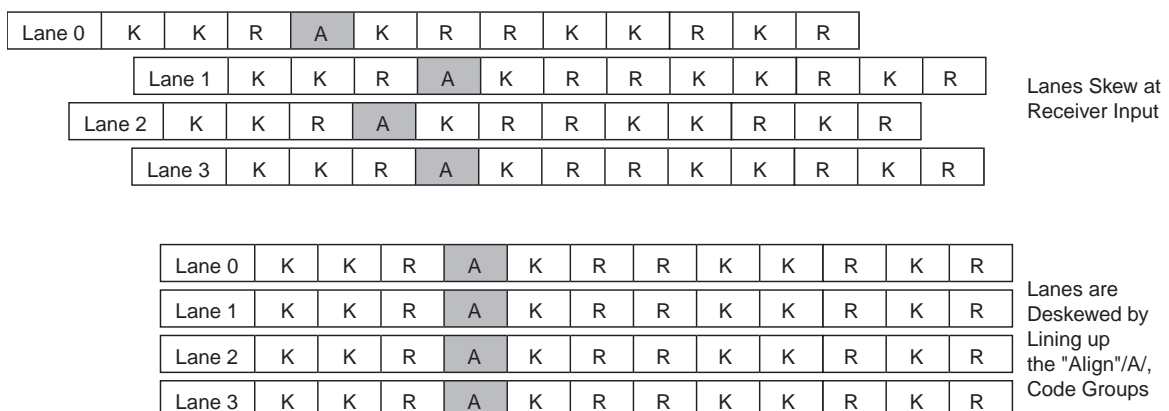 Lane 0 K K R A K R R K K R K R
Lane 1 K K R A K R R K K R K R
Lane 2 K K R A K R R K K R K R
Lane 3 K K R A K R R K K R K R
Lanes Skew at
Receiver Input
Lane 0 K K R A K R R K K R K R
Lane 1 K K R A K R R K K R K R
Lane 2 K K R A K R R K K R K R
Lane 3 K K R A K R R K K R K R
Lanes are
Deskewed by
Lining up
the "Align"/A/,
Code Groups